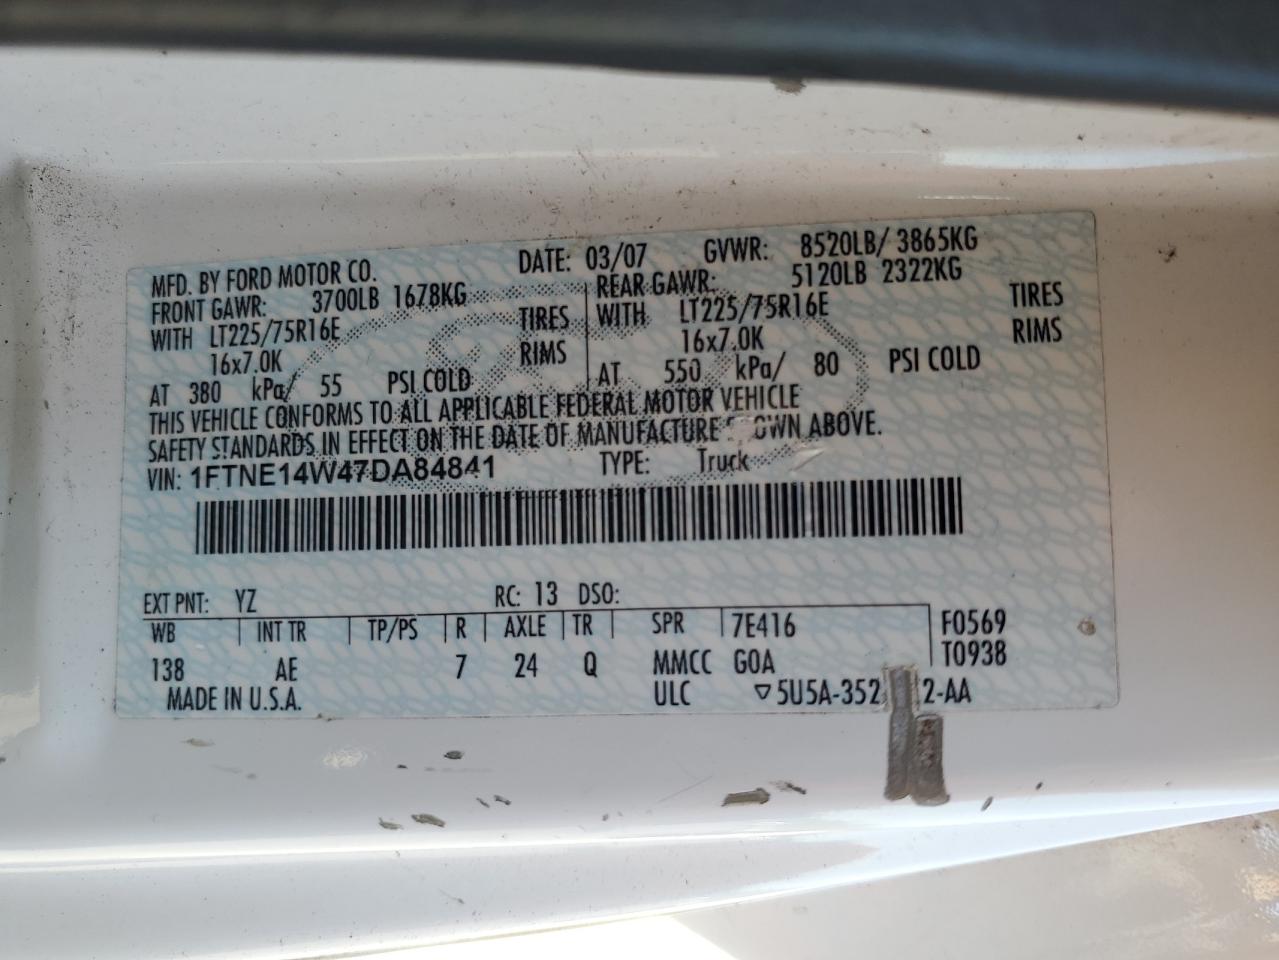 MFD. BY FORD MOTOR CO. DATE: 03/07 GVWR: 8520LB/ 3865KG
FRONT GAWR: 3700LB 1678KG REAR GAWR: 5120LB 2322KG
WITH LT225/75R16E TIRES WITH LT225/75R16E TIRES
16x7.0K RIMS 16x7.0K RIMS
AT 380 kPa/ 55 PSI COLD AT 550 kPa/ 80 PSI COLD
THIS VEHICLE CONFORMS TO ALL APPLICABLE FEDERAL MOTOR VEHICLE
SAFETY STANDARDS IN EFFECT ON THE DATE OF MANUFACTURE ABOVE.
VIN: 1FTNE14W47DA84841 TYPE: Truck
EXT PNT: YZ RC: 13 DSO:
WB INT TR TP/PS R AXLE TR SPR 7E416 F0569
138 AE 7 24 Q MMCC G0A T0938
MADE IN U.S.A. ULC ▽5U5A-352 2-AA